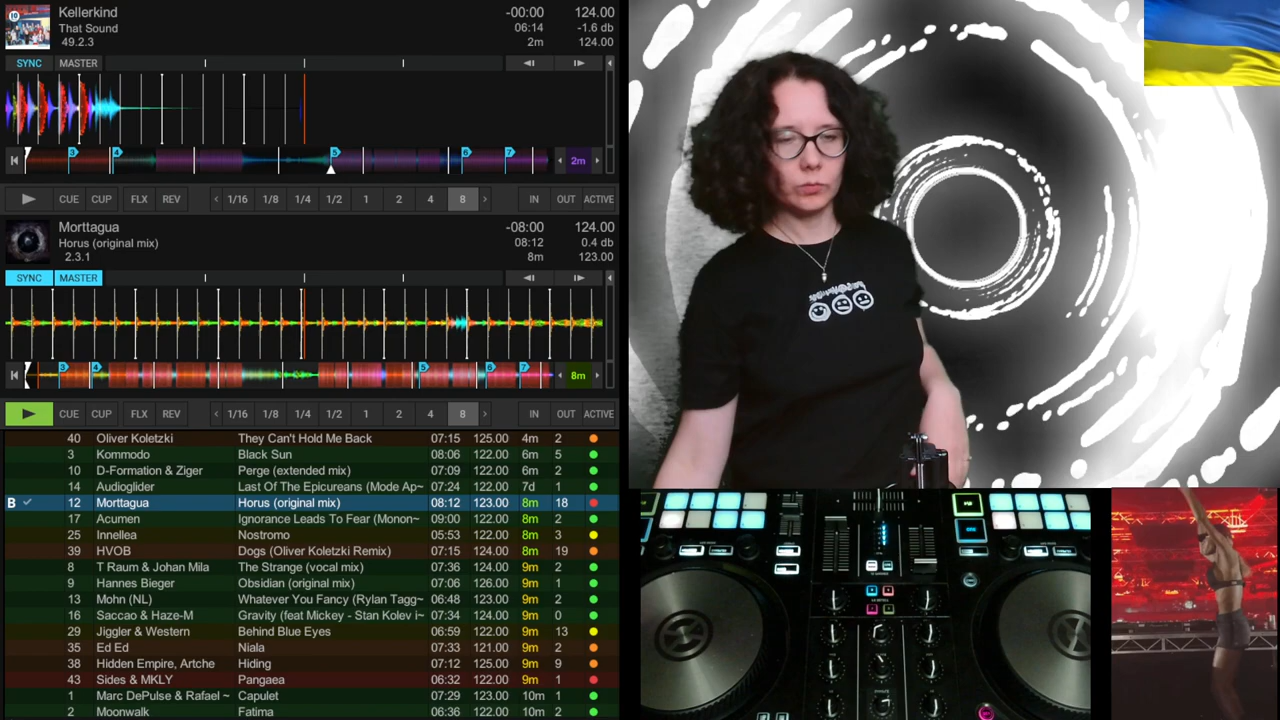 Kellerkind -00:00 124.00
That Sound 06:14 -1.6 db
49.2.3 2m 124.00
SYNC MASTER
3 4 5 6 7 2m
CUE CUP FLX REV < 1/16 1/8 1/4 1/2 1 2 4 8 > IN OUT ACTIVE
Morttagua -08:00 124.00
Horus (original mix) 08:12 0.4 db
2.3.1 8m 123.00
SYNC MASTER
3 4 5 6 7 8m
CUE CUP FLX REV < 1/16 1/8 1/4 1/2 1 2 4 8 > IN OUT ACTIVE
40 Oliver Koletzki They Can't Hold Me Back 07:15 125.00 4m 2
3 Kommodo Black Sun 08:06 122.00 6m 5
10 D-Formation & Ziger Perge (extended mix) 07:09 122.00 6m 2
14 Audioglider Last Of The Epicureans (Mode Ap~ 07:24 122.00 7d 1
B 12 Morttagua Horus (original mix) 08:12 123.00 8m 18
17 Acumen Ignorance Leads To Fear (Monon~ 09:00 122.00 8m 2
25 Innellea Nostromo 05:53 122.00 8m 3
39 HVOB Dogs (Oliver Koletzki Remix) 07:15 124.00 8m 19
8 T Raum & Johan Mila The Strange (vocal mix) 07:36 124.00 9m 2
9 Hannes Bieger Obsidian (original mix) 07:06 126.00 9m 1
13 Mohn (NL) Whatever You Fancy (Rylan Tagg~ 06:48 123.00 9m 2
16 Saccao & Haze-M Gravity (feat Mickey - Stan Kolev i~ 07:34 124.00 9m 0
29 Jiggler & Western Behind Blue Eyes 06:59 122.00 9m 13
35 Ed Ed Niala 07:33 121.00 9m 2
38 Hidden Empire, Artche Hiding 07:12 125.00 9m 9
43 Sides & MKLY Pangaea 06:32 122.00 9m 1
1 Marc DePulse & Rafael ~ Capulet 07:29 123.00 10m 1
2 Moonwalk Fatima 06:36 122.00 10m 2